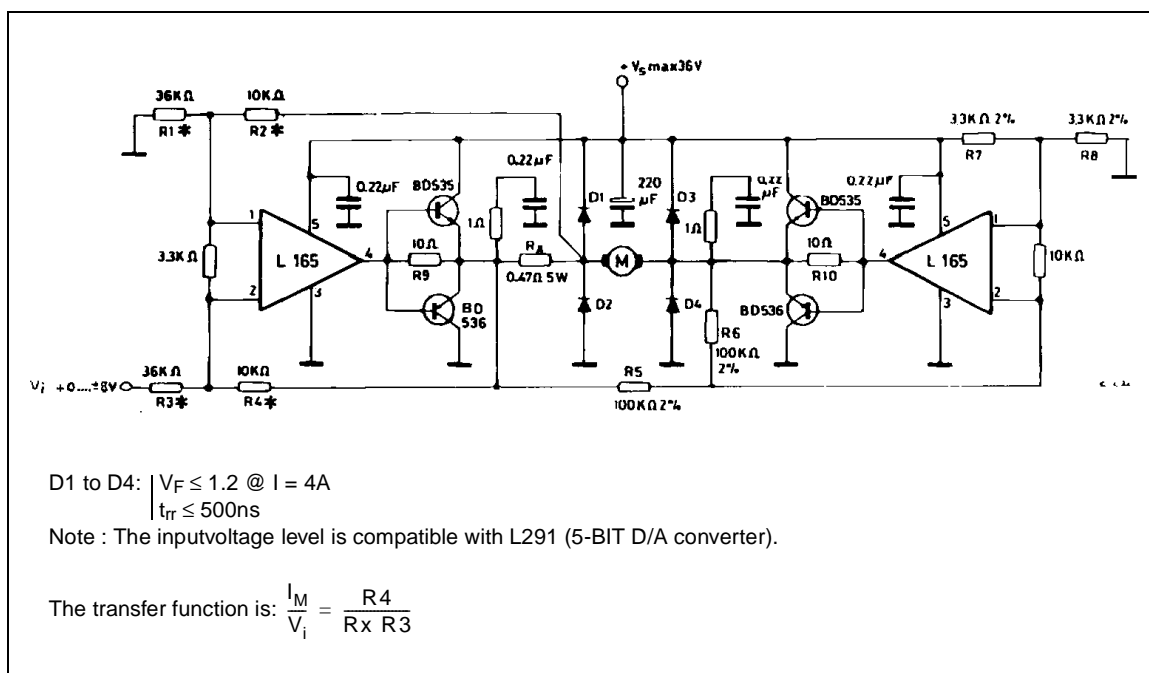 + Vs max 36V
36KΩ
R1*
10KΩ
R2*
3.3KΩ 2%
R7
3.3KΩ 2%
R8
0.22µF
BD535
0.22µF
1Ω
D1
220 µF
D3
1Ω
0.22 µF
BD535
0.22µF
1
5
L 165
4
2
3
3.3KΩ
10Ω
R9
0.47Ω 5W
M
10Ω
R10
4
L 165
5
1
2
3
10KΩ
BD 536
D2
D4
R6
100KΩ 2%
BD536
Vi +0....±8V
36KΩ
R3*
10KΩ
R4*
R5
100KΩ 2%
D1 to D4: VF ≤ 1.2 @ I = 4A
trr ≤ 500ns
Note : The inputvoltage level is compatible with L291 (5-BIT D/A converter).
The transfer function is: IM / Vi = R4 / Rx R3